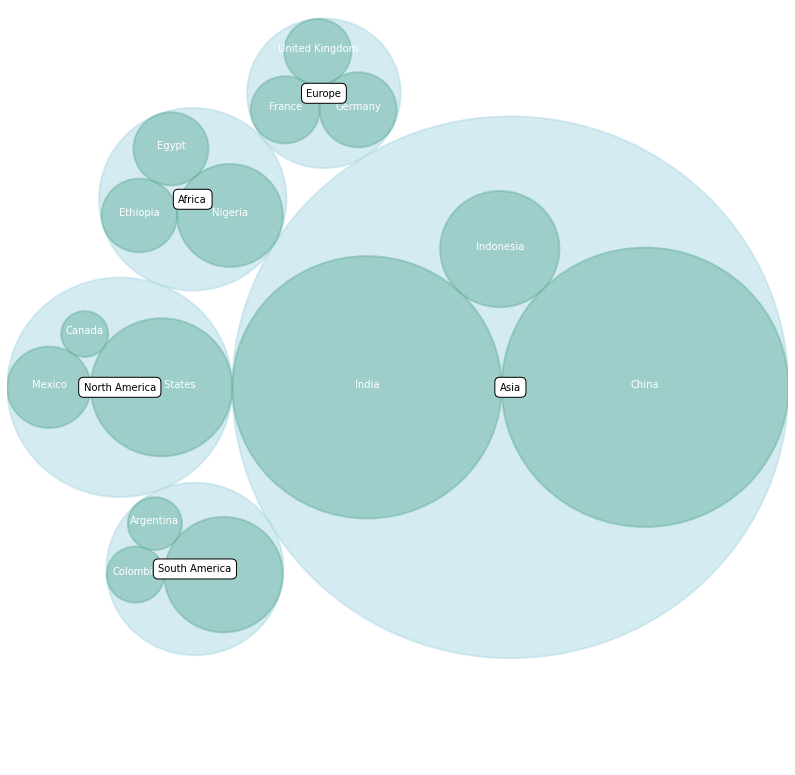 United Kingdom
Europe
France
Germany
Egypt
Africa
Ethiopia
Nigeria
Indonesia
Canada
Mexico
North America
States
India
Asia
China
Argentina
South America
Colombi